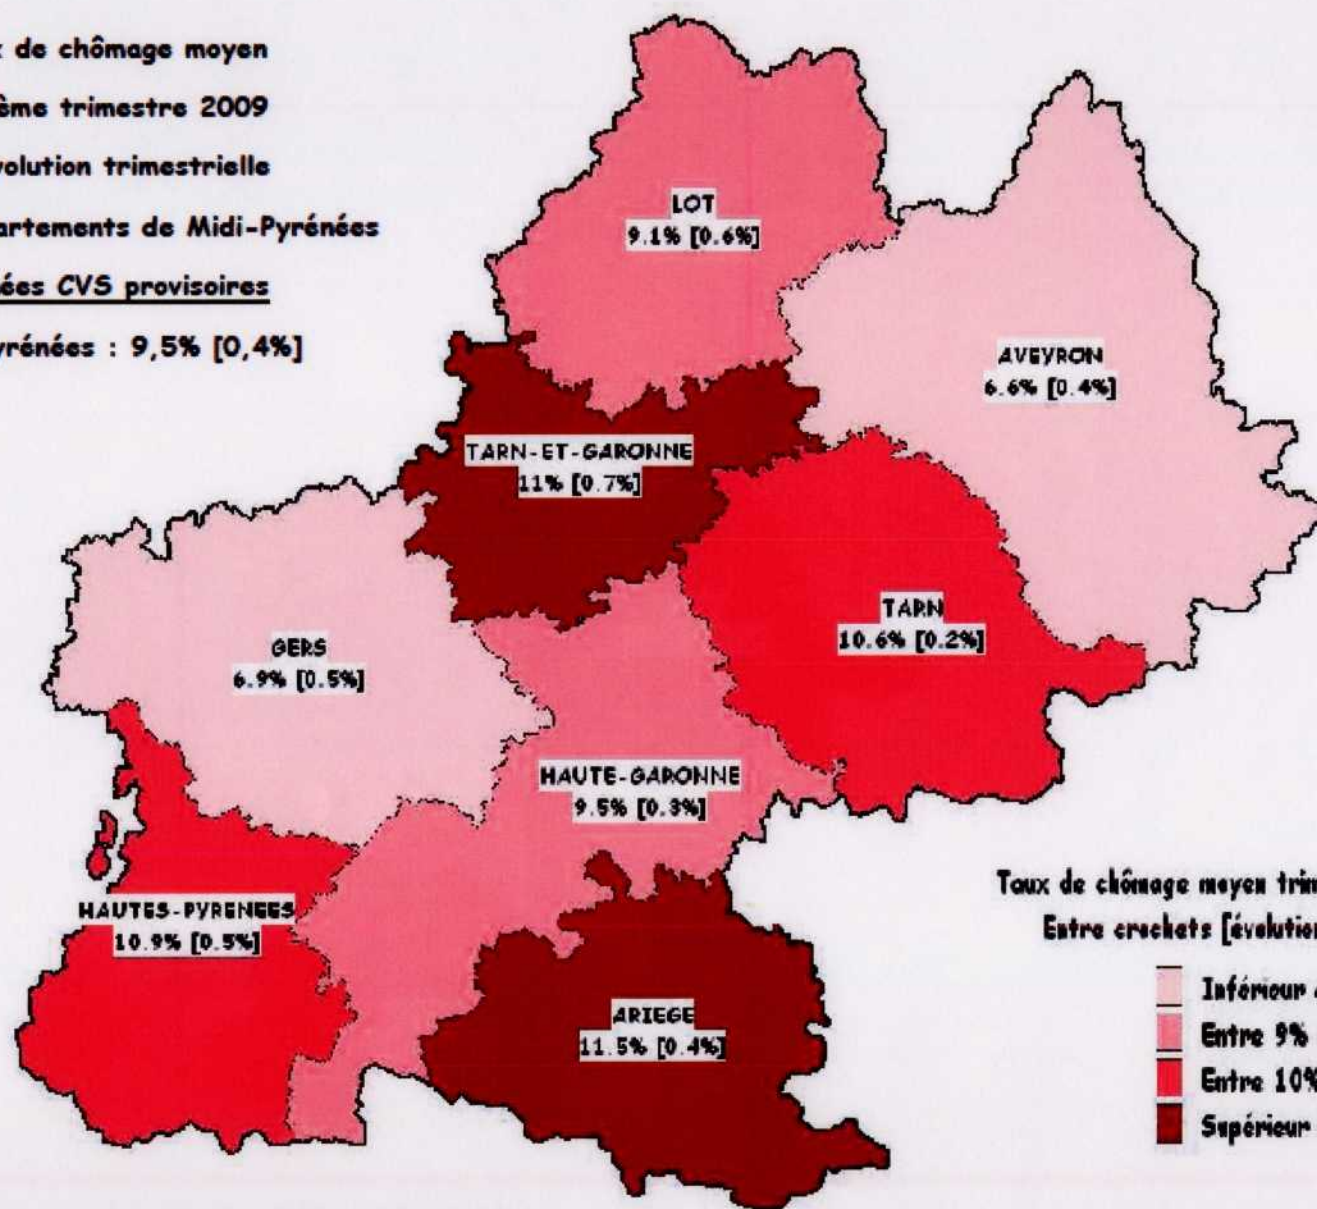 de chômage moyen
ème trimestre 2009
volution trimestrielle
artements de Midi-Pyrénées
ées CVS provisoires
yrénées : 9,5% [0,4%]
LOT
9.1% [0.6%]
AVEYRON
6.6% [0.4%]
TARN-ET-GARONNE
11% [0.7%]
TARN
10.6% [0.2%]
GERS
6.9% [0.5%]
HAUTE-GARONNE
9.5% [0.3%]
HAUTES-PYRENEES
10.9% [0.5%]
ARIEGE
11.5% [0.4%]
Taux de chômage moyen trim
Entre crochets [évolution
Inférieur
Entre 9%
Entre 10%
Supérieur